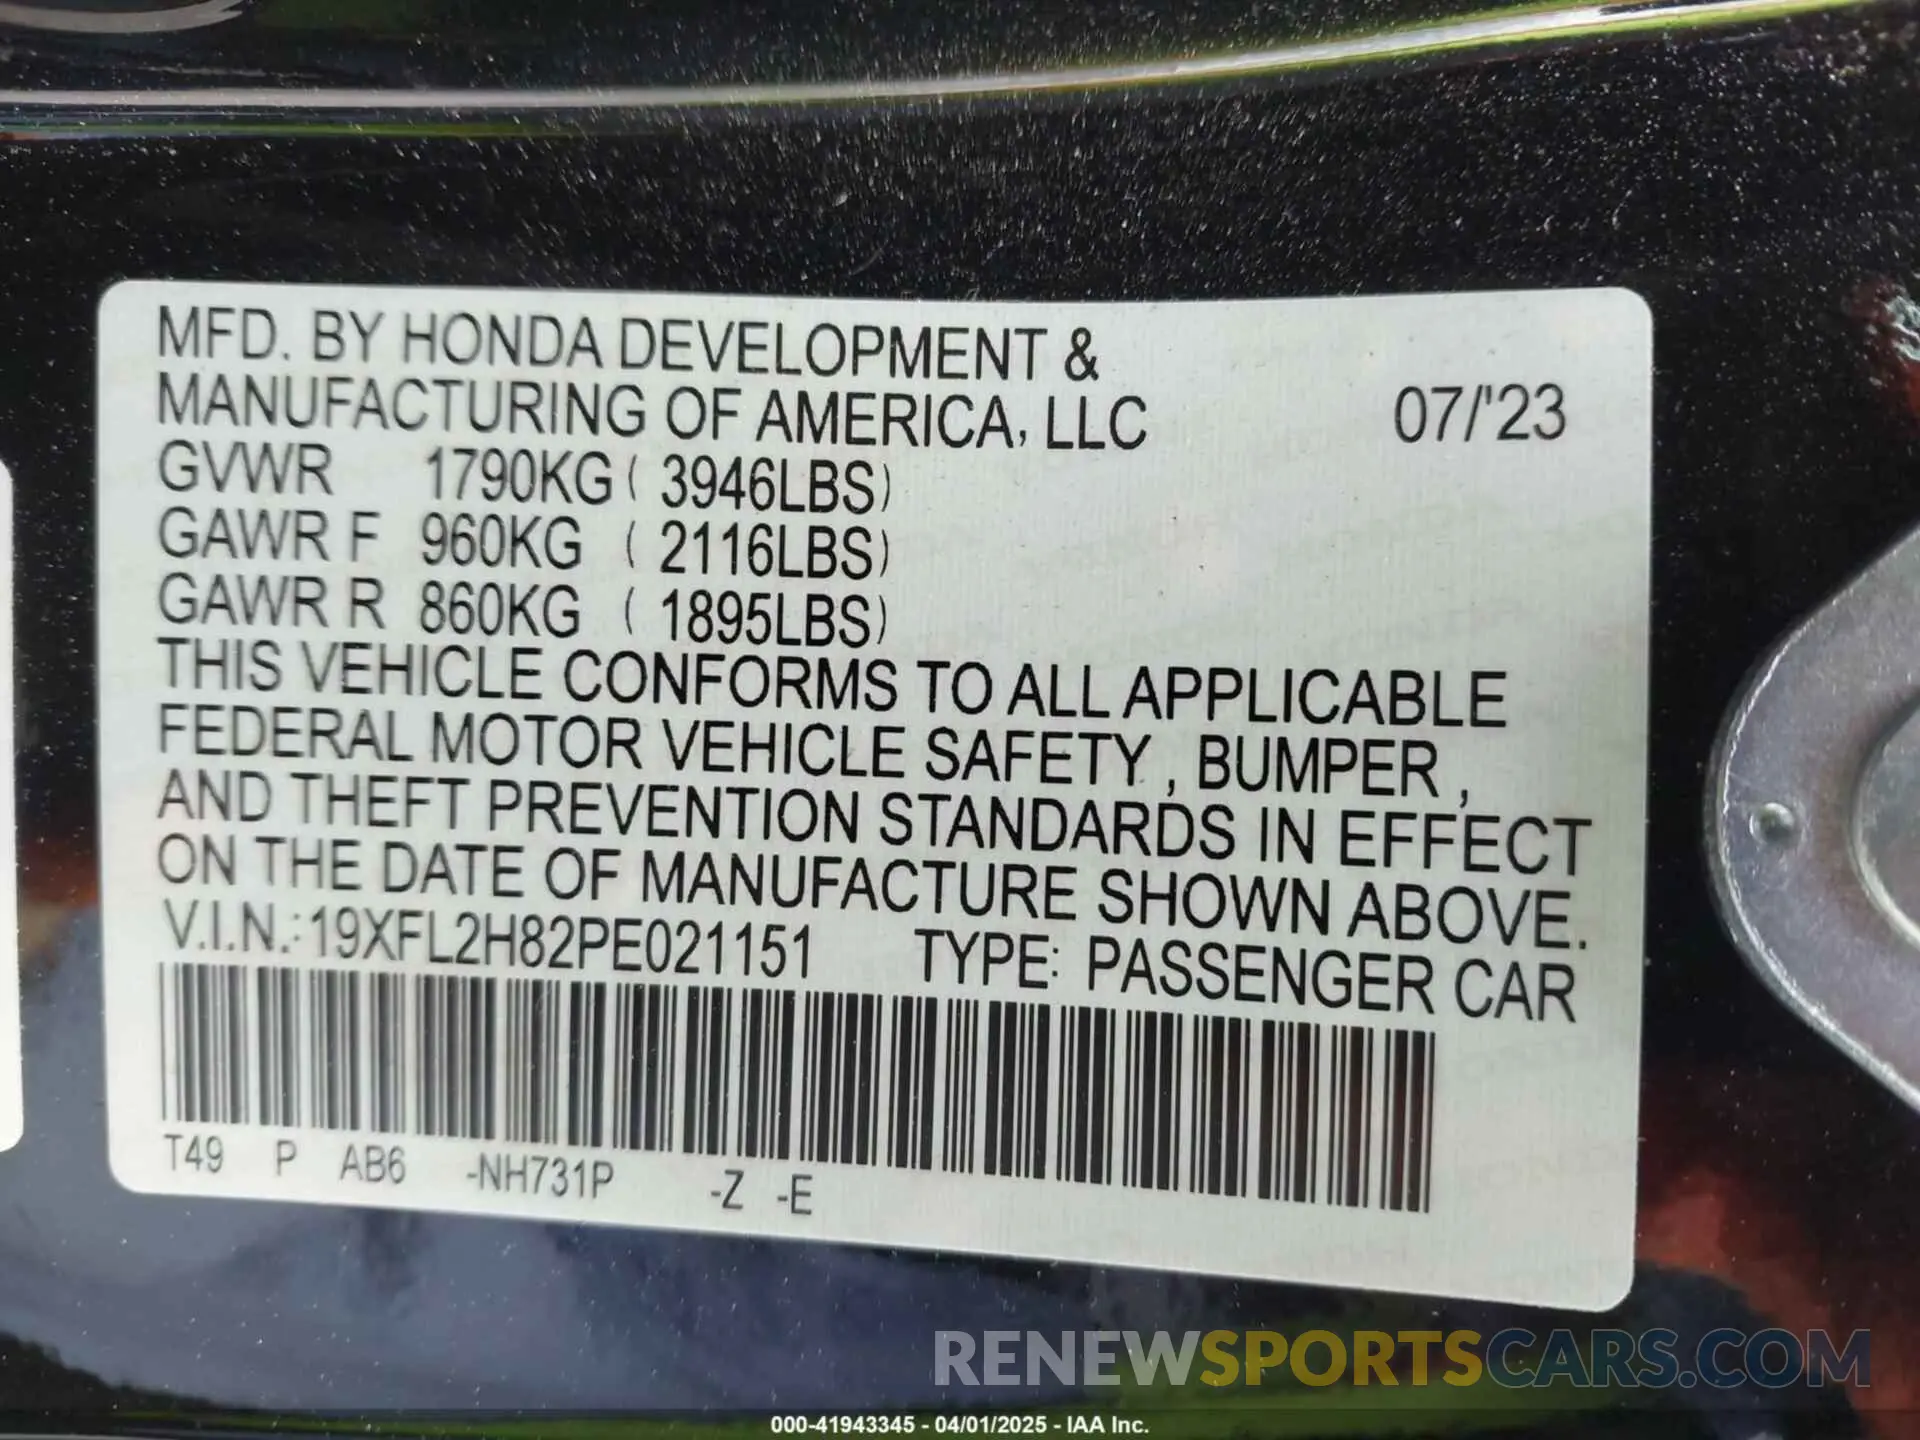 MFD. BY HONDA DEVELOPMENT &
MANUFACTURING OF AMERICA, LLC 07/'23
GVWR 1790KG ( 3946LBS)
GAWR F 960KG ( 2116LBS)
GAWR R 860KG ( 1895LBS)
THIS VEHICLE CONFORMS TO ALL APPLICABLE
FEDERAL MOTOR VEHICLE SAFETY , BUMPER ,
AND THEFT PREVENTION STANDARDS IN EFFECT
ON THE DATE OF MANUFACTURE SHOWN ABOVE.
V.I.N.: 19XFL2H82PE021151 TYPE: PASSENGER CAR
T49 P AB6 -NH731P -Z -E
RENEWSPORTSCARS.COM
000-41943345 - 04/01/2025 - IAA Inc.